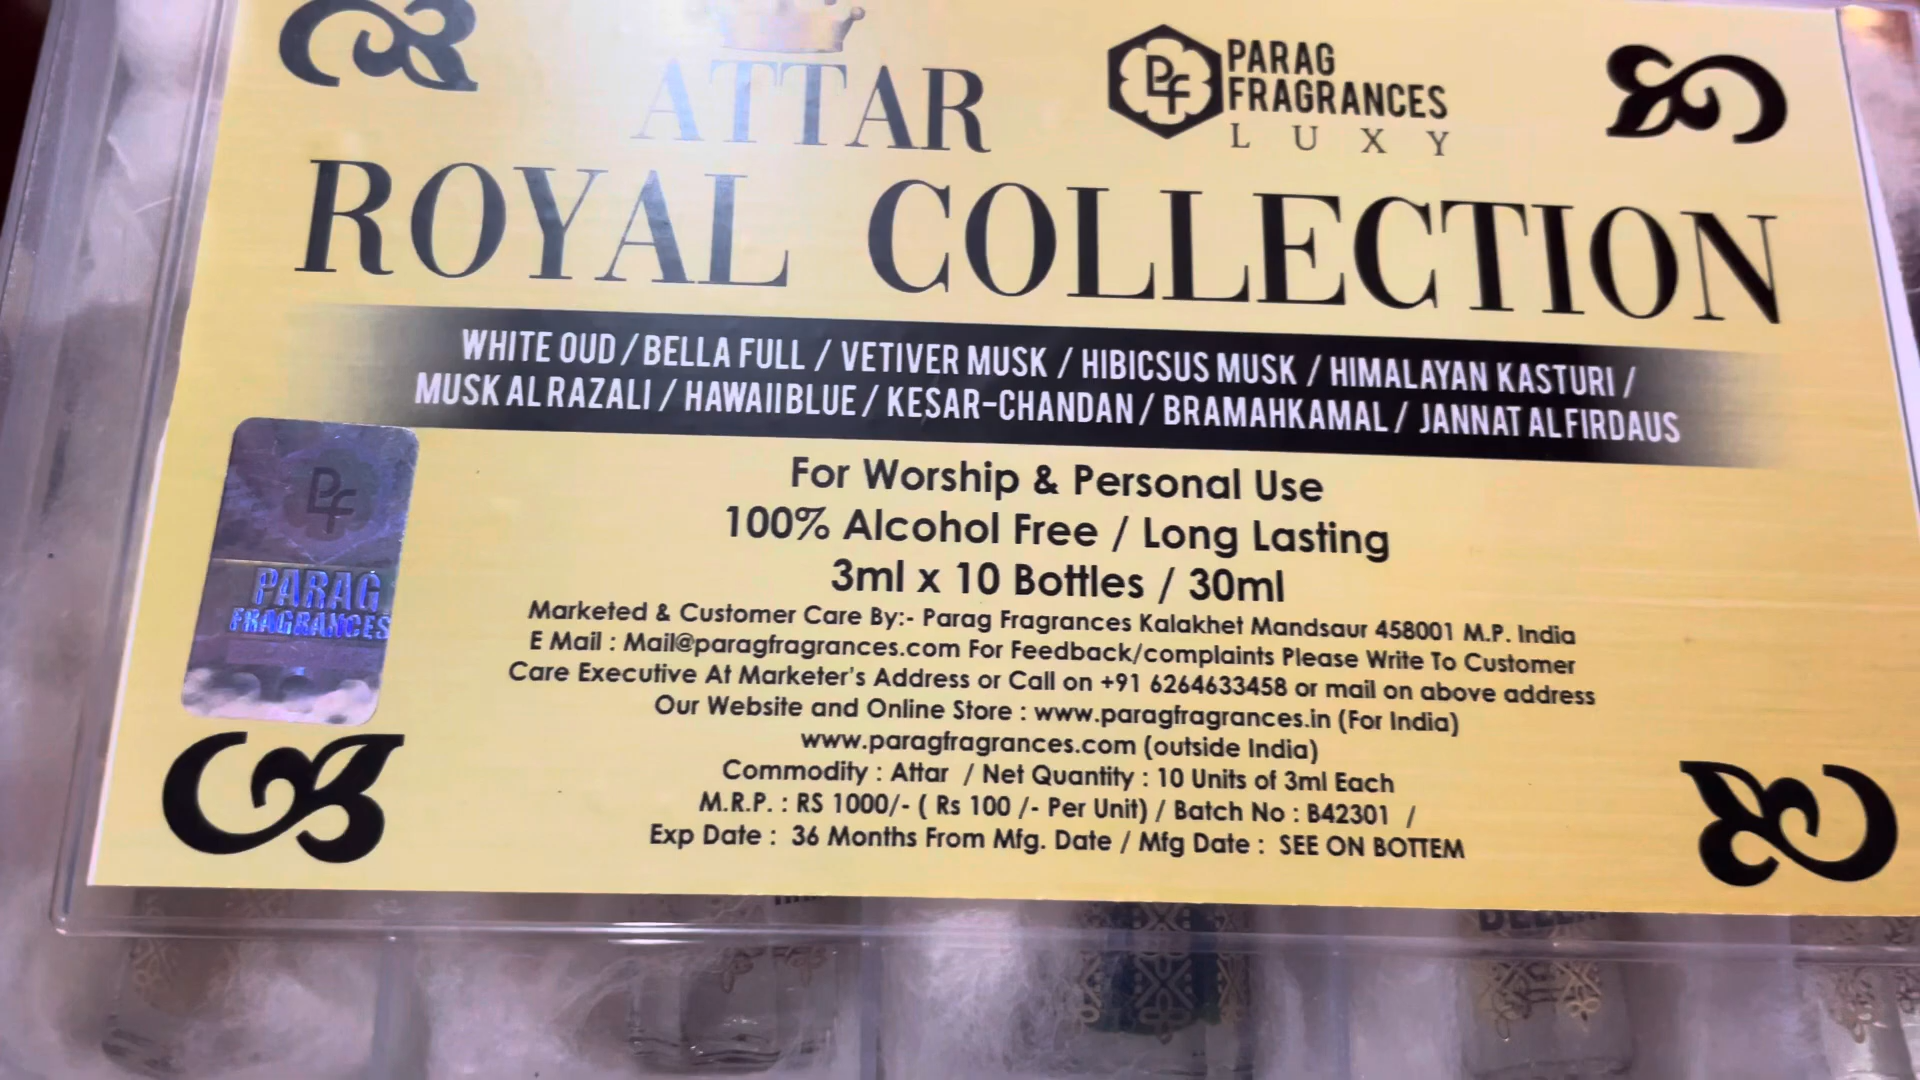 ATTAR
PF
PARAG
FRAGRANCES
LUXY
ROYAL COLLECTION
WHITE OUD / BELLA FULL / VETIVER MUSK / HIBICSUS MUSK / HIMALAYAN KASTURI /
MUSK AL RAZALI / HAWAII BLUE / KESAR-CHANDAN / BRAMAHKAMAL / JANNAT AL FIRDAUS
For Worship & Personal Use
100% Alcohol Free / Long Lasting
3ml x 10 Bottles / 30ml
Marketed & Customer Care By:- Parag Fragrances Kalakhet Mandsaur 458001 M.P. India
E Mail : Mail@paragfragrances.com For Feedback/complaints Please Write To Customer
Care Executive At Marketer's Address or Call on +91 6264633458 or mail on above address
Our Website and Online Store : www.paragfragrances.in (For India)
www.paragfragrances.com (outside India)
Commodity : Attar / Net Quantity : 10 Units of 3ml Each
M.R.P. : RS 1000/- ( Rs 100 /- Per Unit) / Batch No : B42301 /
Exp Date : 36 Months From Mfg. Date / Mfg Date : SEE ON BOTTEM
PF
PARAG
FRAGRANCES